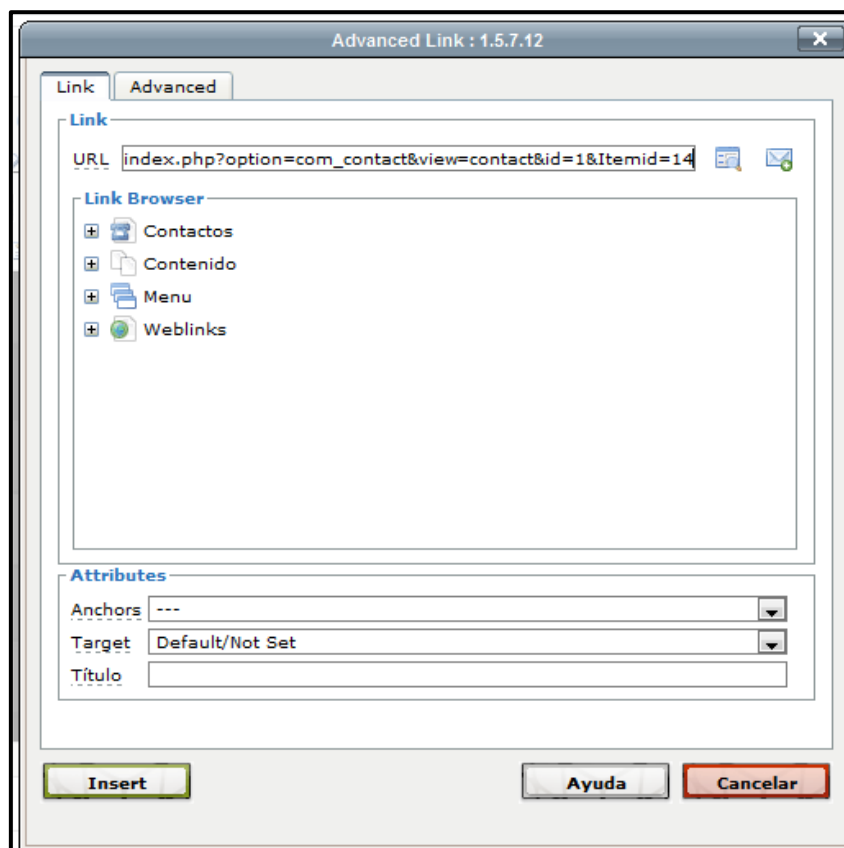 Advanced Link : 1.5.7.12
Link Advanced
Link
URL index.php?option=com_contact&view=contact&id=1&Itemid=14
Link Browser
Contactos
Contenido
Menu
Weblinks
Attributes
Anchors ---
Target Default/Not Set
Título
Insert Ayuda Cancelar